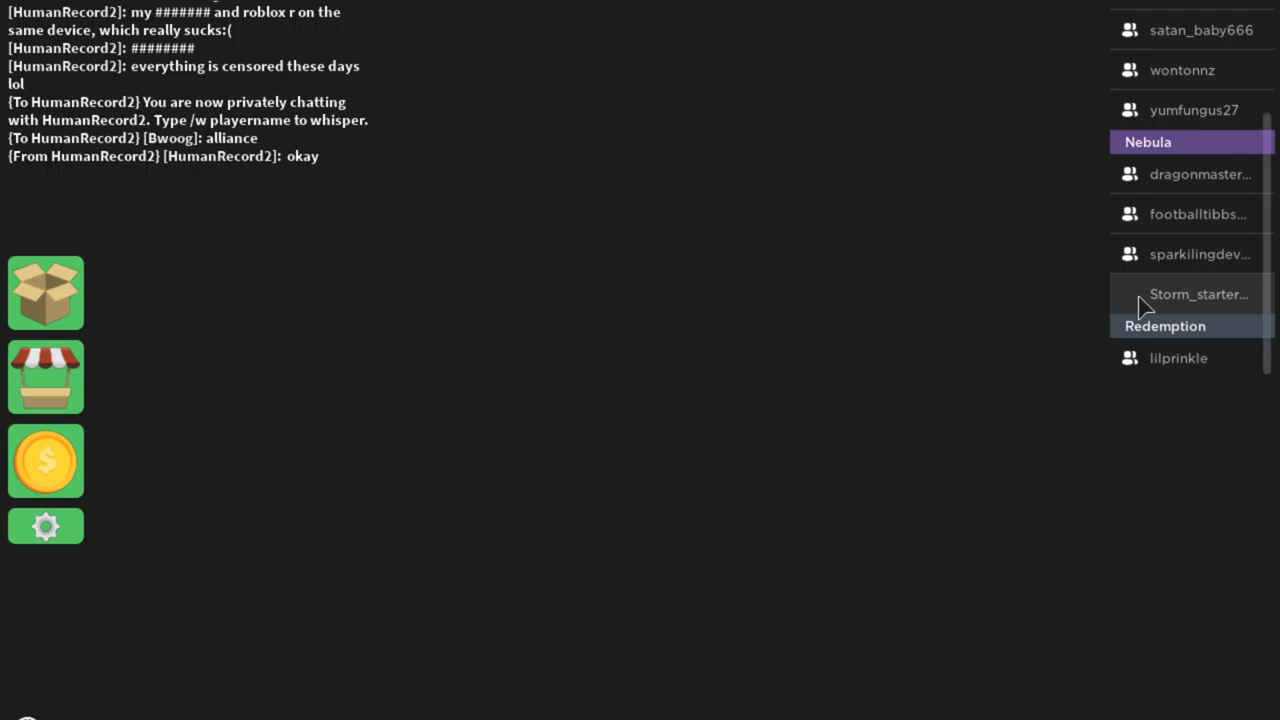 [HumanRecord2]: my ####### and roblox r on the
same device, which really sucks:(
[HumanRecord2]: ########
[HumanRecord2]: everything is censored these days
lol
{To HumanRecord2} You are now privately chatting
with HumanRecord2. Type /w playername to whisper.
{To HumanRecord2} [Bwoog]: alliance
{From HumanRecord2} [HumanRecord2]: okay
satan_baby666
wontonnz
yumfungus27
Nebula
dragonmaster...
footballtibbs...
sparkilingdev...
Storm_starter...
Redemption
lilprinkle
$